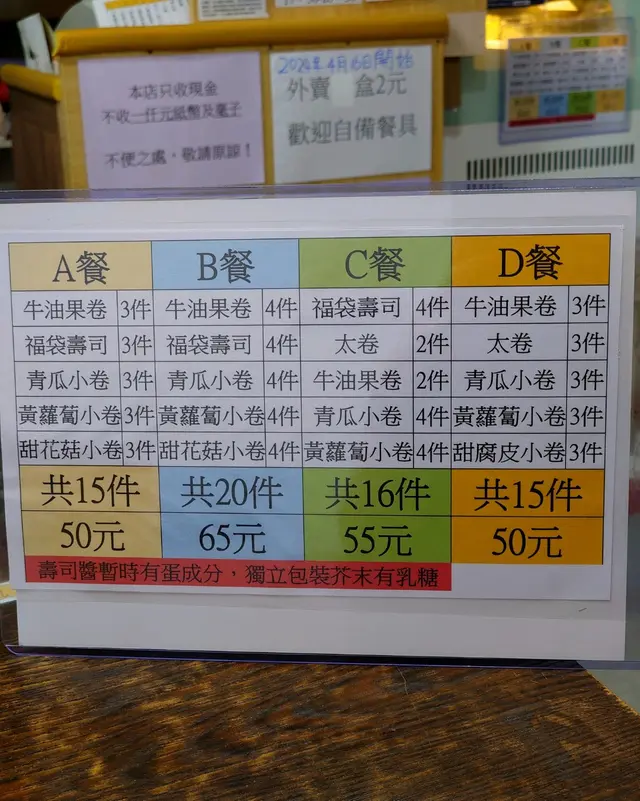 本店只收現金
不收一仟元紙幣及毫子
不便之處，敬請原諒！
2024年4月16日開始
外賣 盒2元
歡迎自備餐具
A餐 B餐 C餐 D餐
牛油果卷 3件 牛油果卷 4件 福袋壽司 4件 牛油果卷 3件
福袋壽司 3件 福袋壽司 4件 太卷 2件 太卷 3件
青瓜小卷 3件 青瓜小卷 4件 牛油果卷 2件 青瓜小卷 3件
黃蘿蔔小卷 3件 黃蘿蔔小卷 4件 青瓜小卷 4件 黃蘿蔔小卷 3件
甜花菇小卷 3件 甜花菇小卷 4件 黃蘿蔔小卷 4件 甜腐皮小卷 3件
共15件 共20件 共16件 共15件
50元 65元 55元 50元
壽司醬暫時有蛋成分，獨立包裝芥末有乳糖